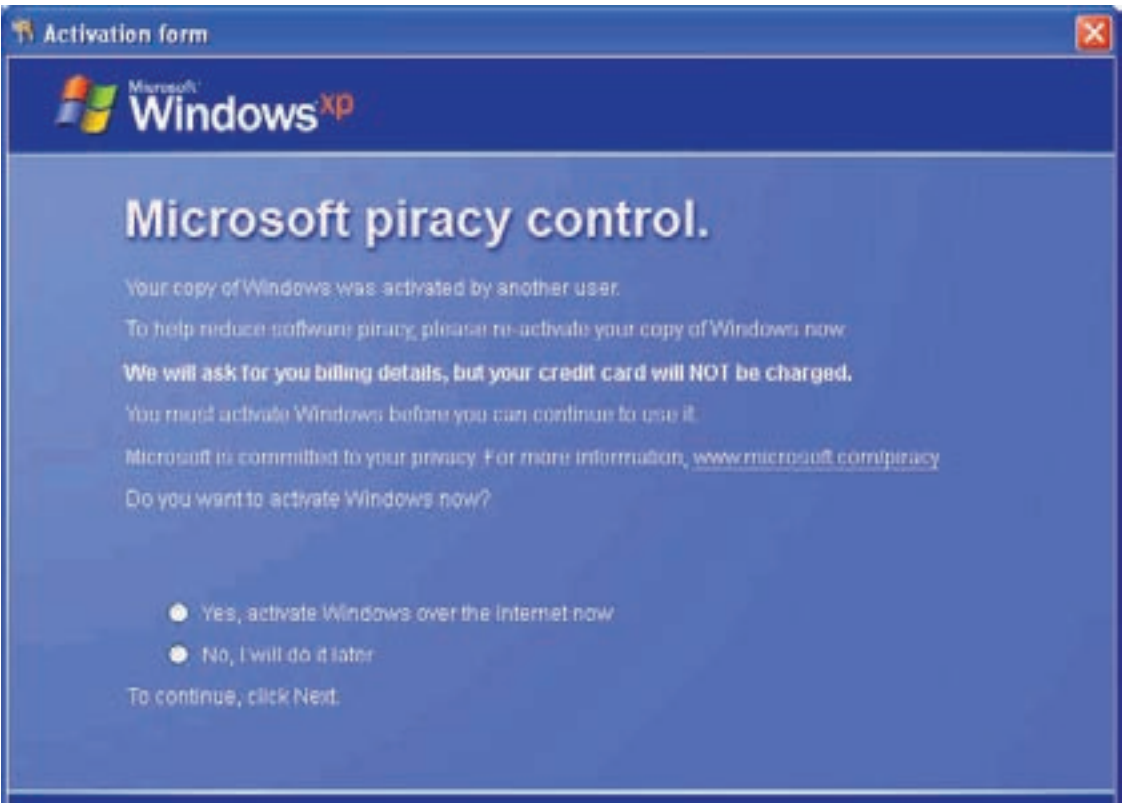 Activation form
Microsoft
Windows xp
Microsoft piracy control.
Your copy of Windows was activated by another user.
To help reduce software piracy, please re-activate your copy of Windows now.
We will ask for you billing details, but your credit card will NOT be charged.
You must activate Windows before you can continue to use it.
Microsoft is committed to your privacy. For more information, www.microsoft.com/piracy
Do you want to activate Windows now?
Yes, activate Windows over the Internet now
No, I will do it later
To continue, click Next.